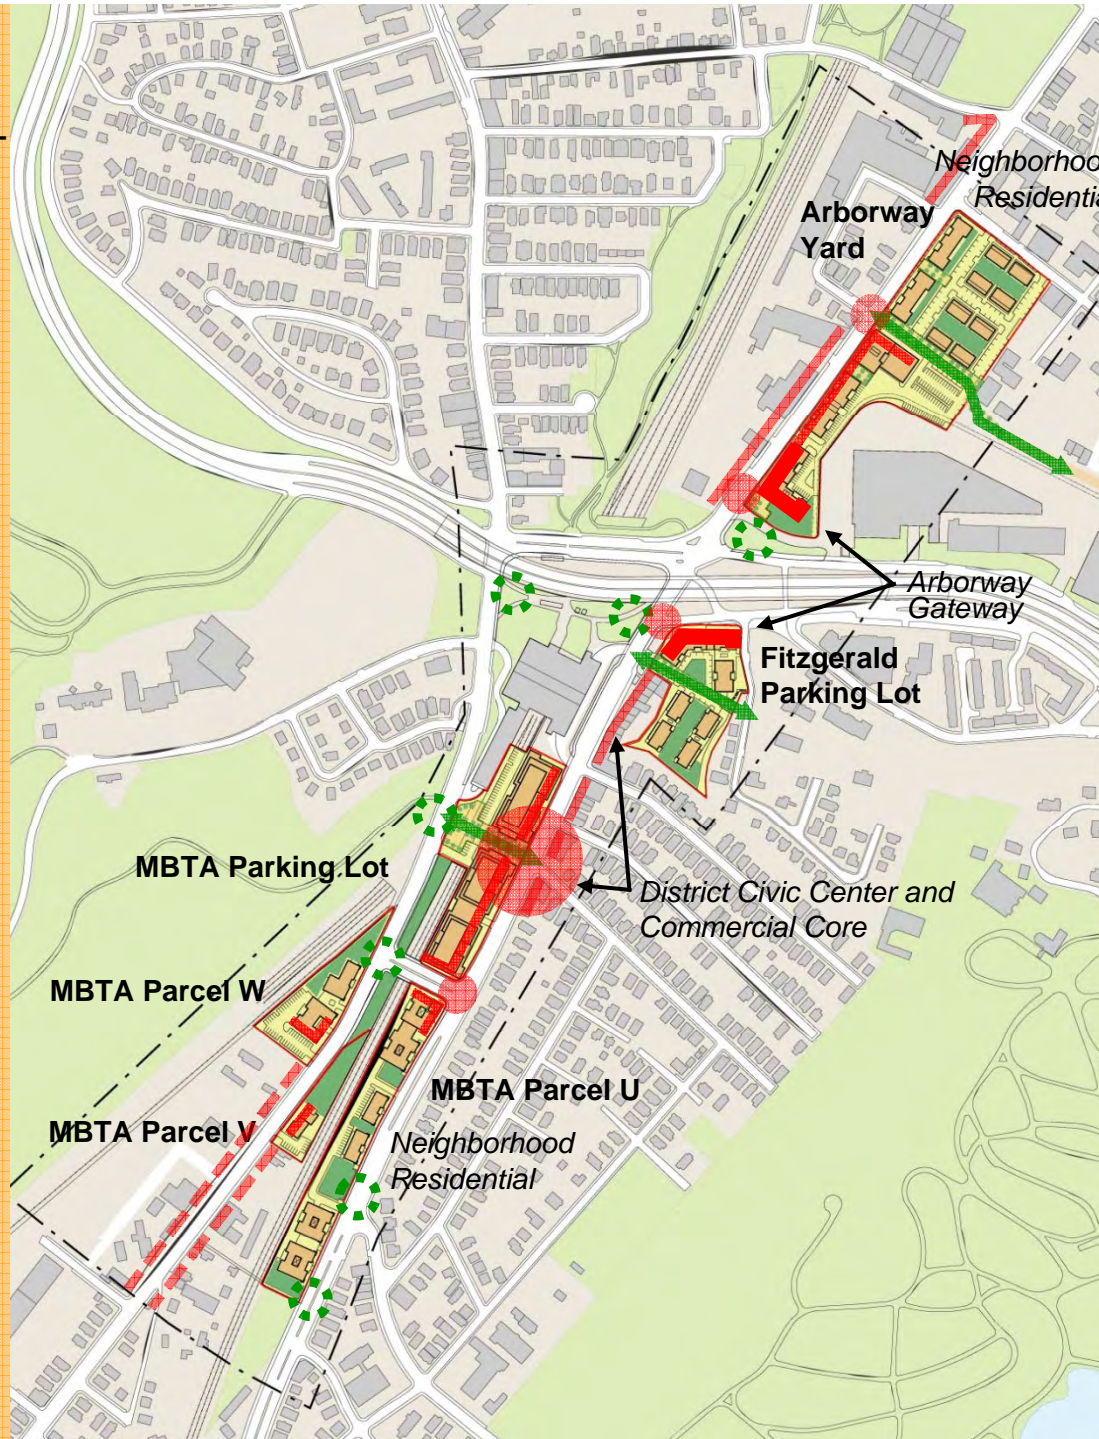 Neighborhoo
Residentia
Arborway
Yard
Arborway
Gateway
Fitzgerald
Parking Lot
MBTA Parking Lot
District Civic Center and
Commercial Core
MBTA Parcel W
MBTA Parcel U
MBTA Parcel V
Neighborhood
Residential